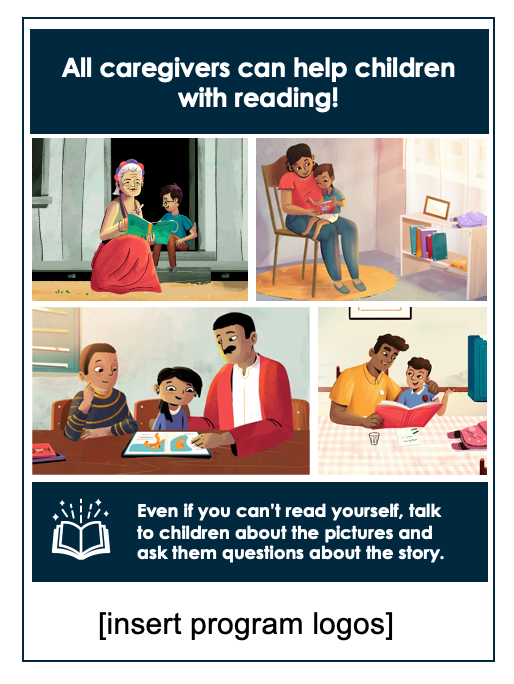 All caregivers can help children
with reading!
Even if you can't read yourself, talk
to children about the pictures and
ask them questions about the story.
[insert program logos]